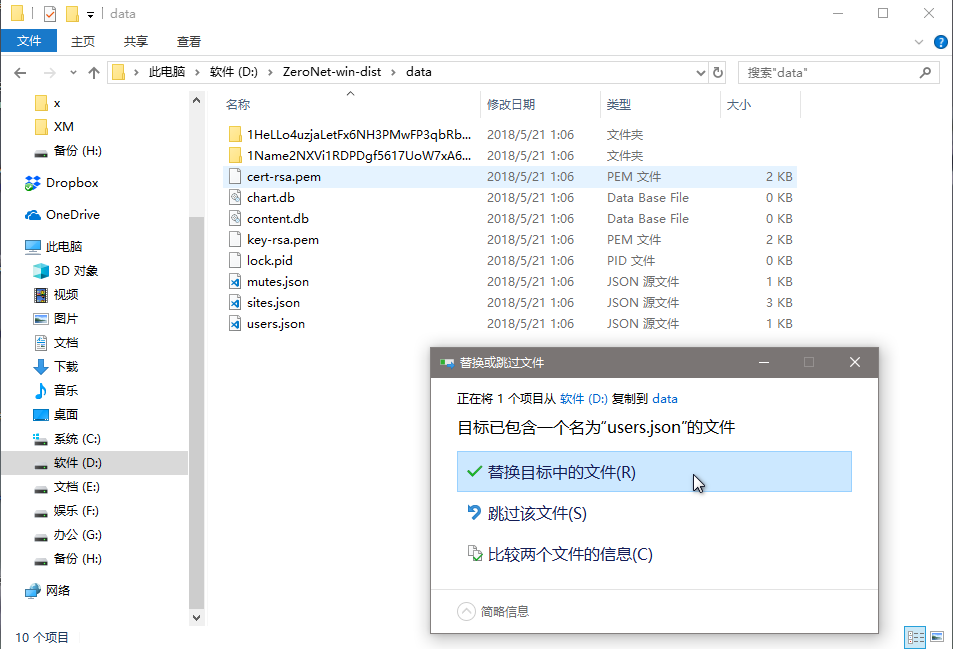 data
文件 主页 共享 查看
此电脑 软件 (D:) ZeroNet-win-dist data 搜索"data"
名称 修改日期 类型 大小
1HeLLo4uzjaLetFx6NH3PMwFP3qbRb... 2018/5/21 1:06 文件夹
1Name2NXVi1RDPDgf5617UoW7xA6... 2018/5/21 1:06 文件夹
cert-rsa.pem 2018/5/21 1:06 PEM 文件 2 KB
chart.db 2018/5/21 1:06 Data Base File 0 KB
content.db 2018/5/21 1:06 Data Base File 0 KB
key-rsa.pem 2018/5/21 1:06 PEM 文件 2 KB
lock.pid 2018/5/21 1:06 PID 文件 0 KB
mutes.json 2018/5/21 1:06 JSON 源文件 1 KB
sites.json 2018/5/21 1:06 JSON 源文件 3 KB
users.json 2018/5/21 1:06 JSON 源文件 1 KB
x
XM
备份 (H:)
Dropbox
OneDrive
此电脑
3D 对象
视频
图片
文档
下载
音乐
桌面
系统 (C:)
软件 (D:)
文档 (E:)
娱乐 (F:)
办公 (G:)
备份 (H:)
网络
10 个项目
替换或跳过文件
正在将 1 个项目从 软件 (D:) 复制到 data
目标已包含一个名为"users.json"的文件
替换目标中的文件(R)
跳过该文件(S)
比较两个文件的信息(C)
简略信息